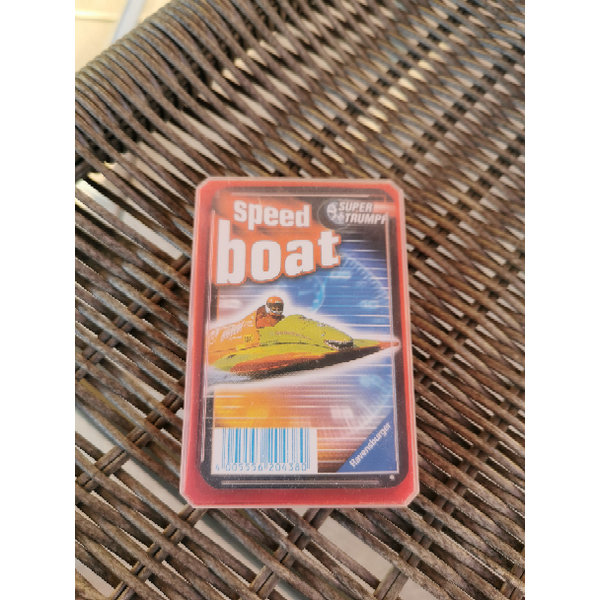 speed
boat
SUPER
TRUMPF
4 005556 204380
Ravensburger